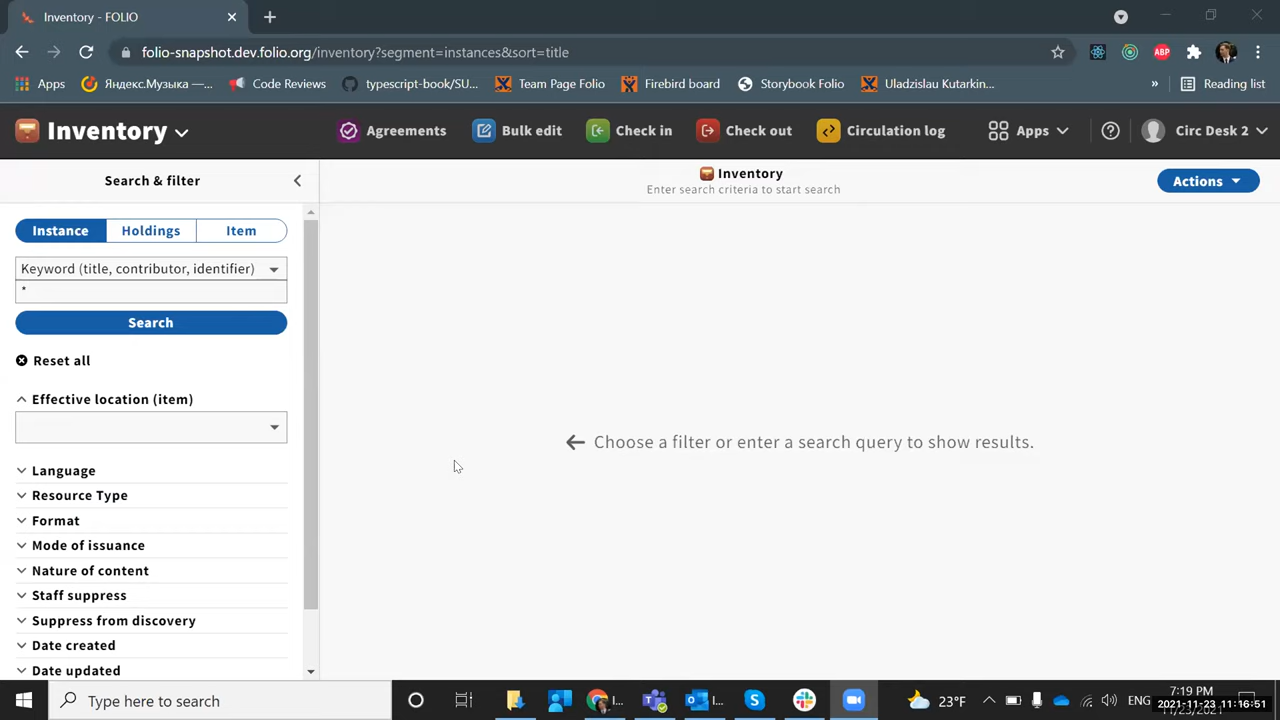 Inventory - FOLIO
folio-snapshot.dev.folio.org/inventory?segment=instances&sort=title
ABP
Apps
Яндекс.Музыка —...
Code Reviews
typescript-book/SU...
Team Page Folio
Firebird board
Storybook Folio
Uladzislau Kutarkin...
»
Reading list
Inventory
Agreements
Bulk edit
Check in
Check out
Circulation log
Apps
Circ Desk 2
Search & filter
Inventory
Enter search criteria to start search
Actions
Instance
Holdings
Item
Keyword (title, contributor, identifier)
*
Search
Reset all
Effective location (item)
Choose a filter or enter a search query to show results.
Language
Resource Type
Format
Mode of issuance
Nature of content
Staff suppress
Suppress from discovery
Date created
Date updated
Type here to search
I...
I...
23°F
ENG
7:19 PM
2021-11-23 11:16:51